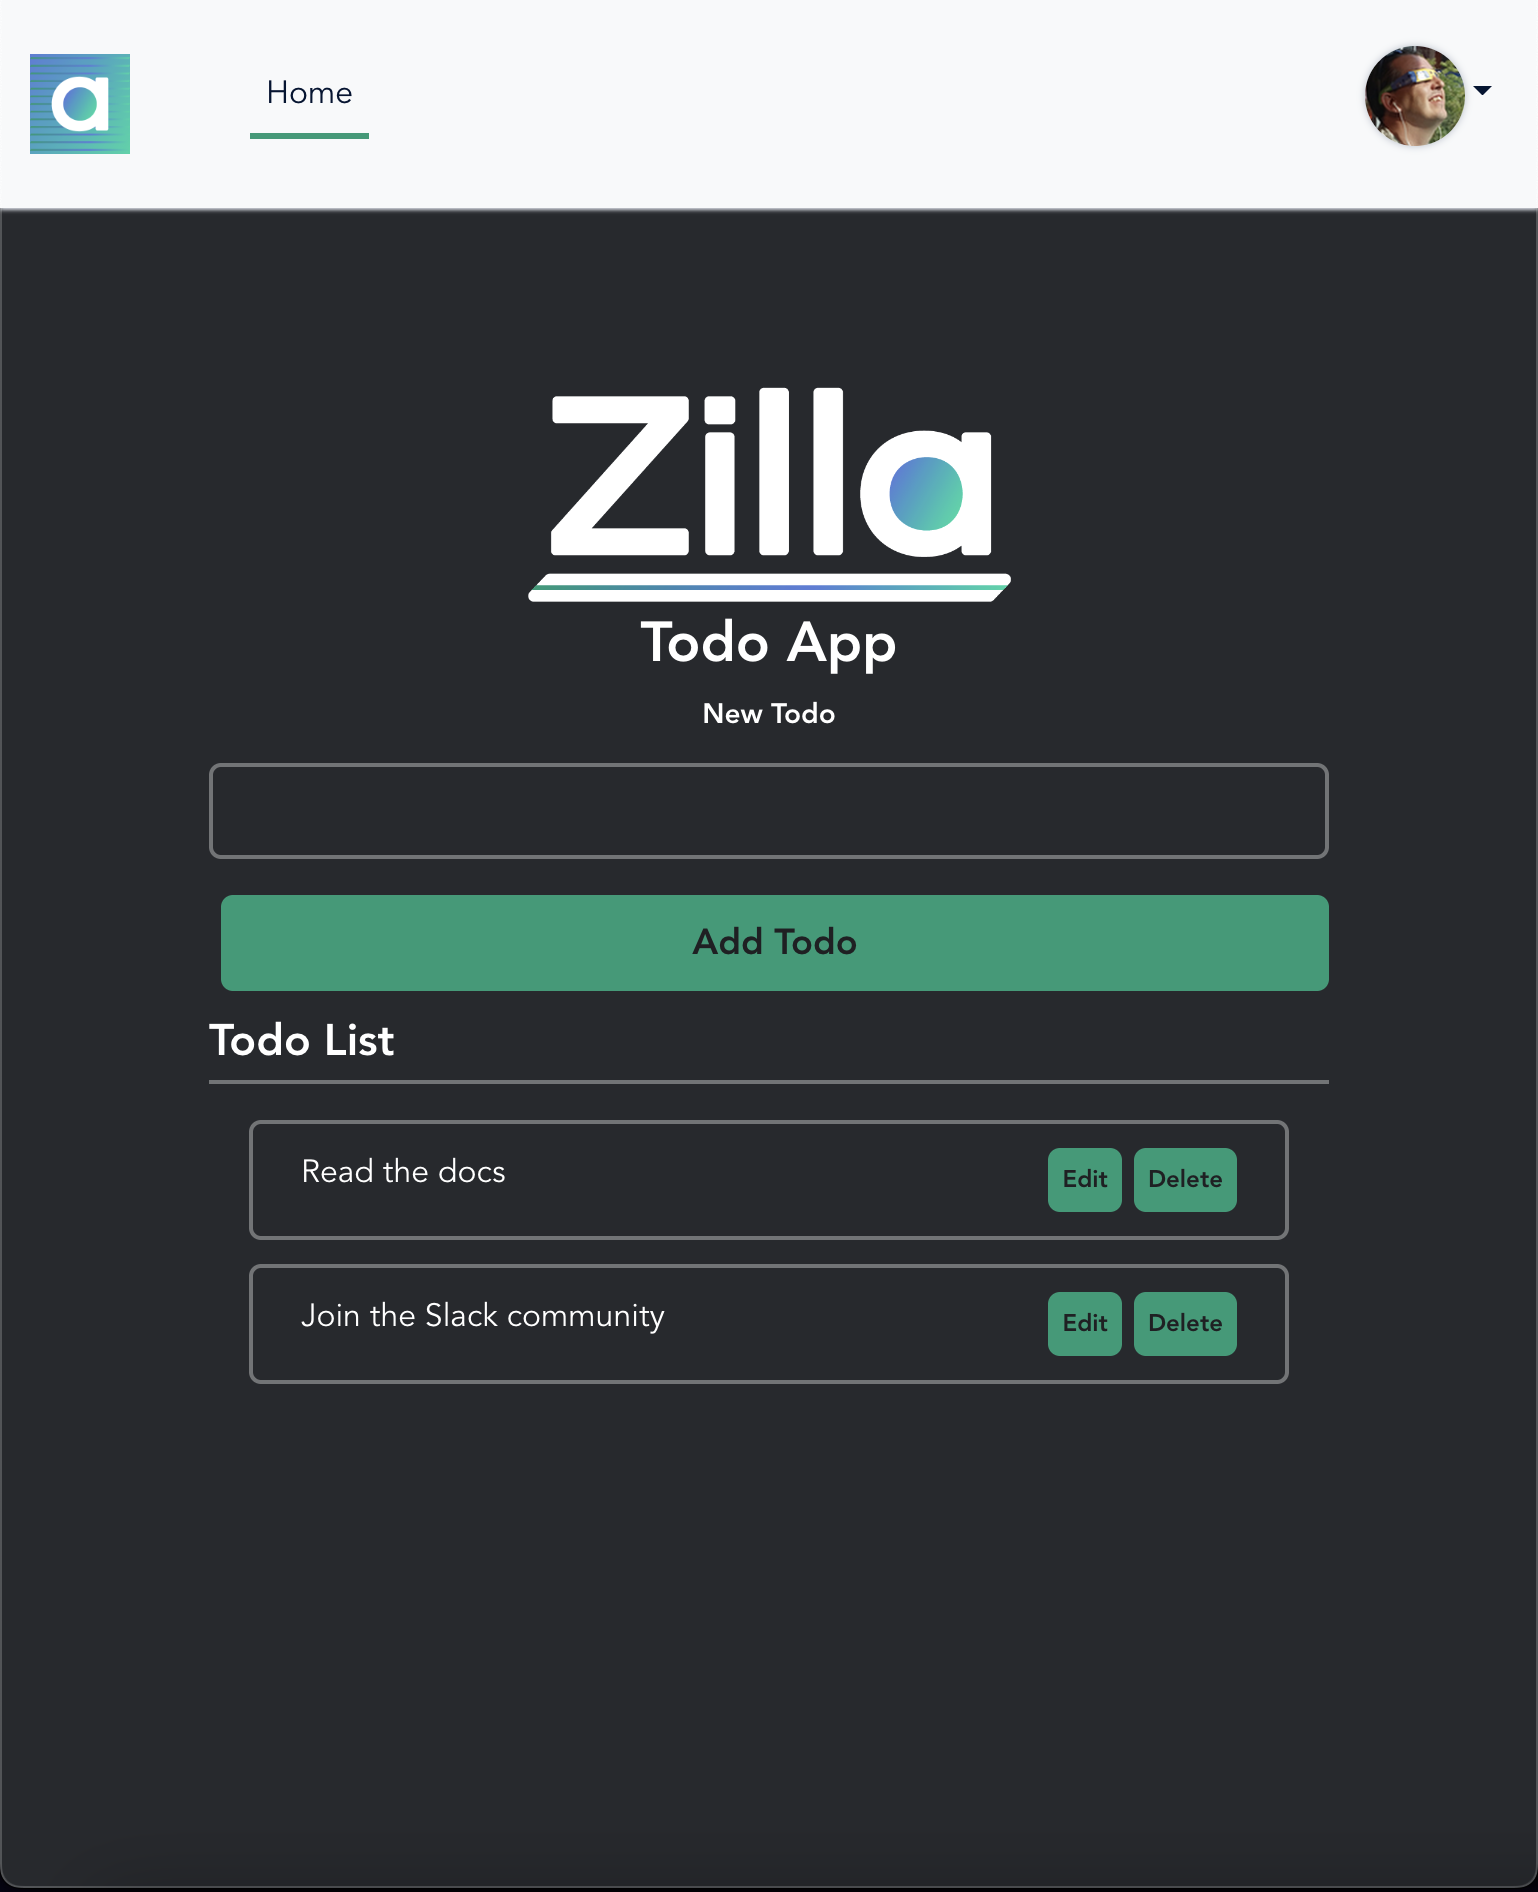 a
Home
Zilla
Todo App
New Todo
Add Todo
Todo List
Read the docs
Edit
Delete
Join the Slack community
Edit
Delete